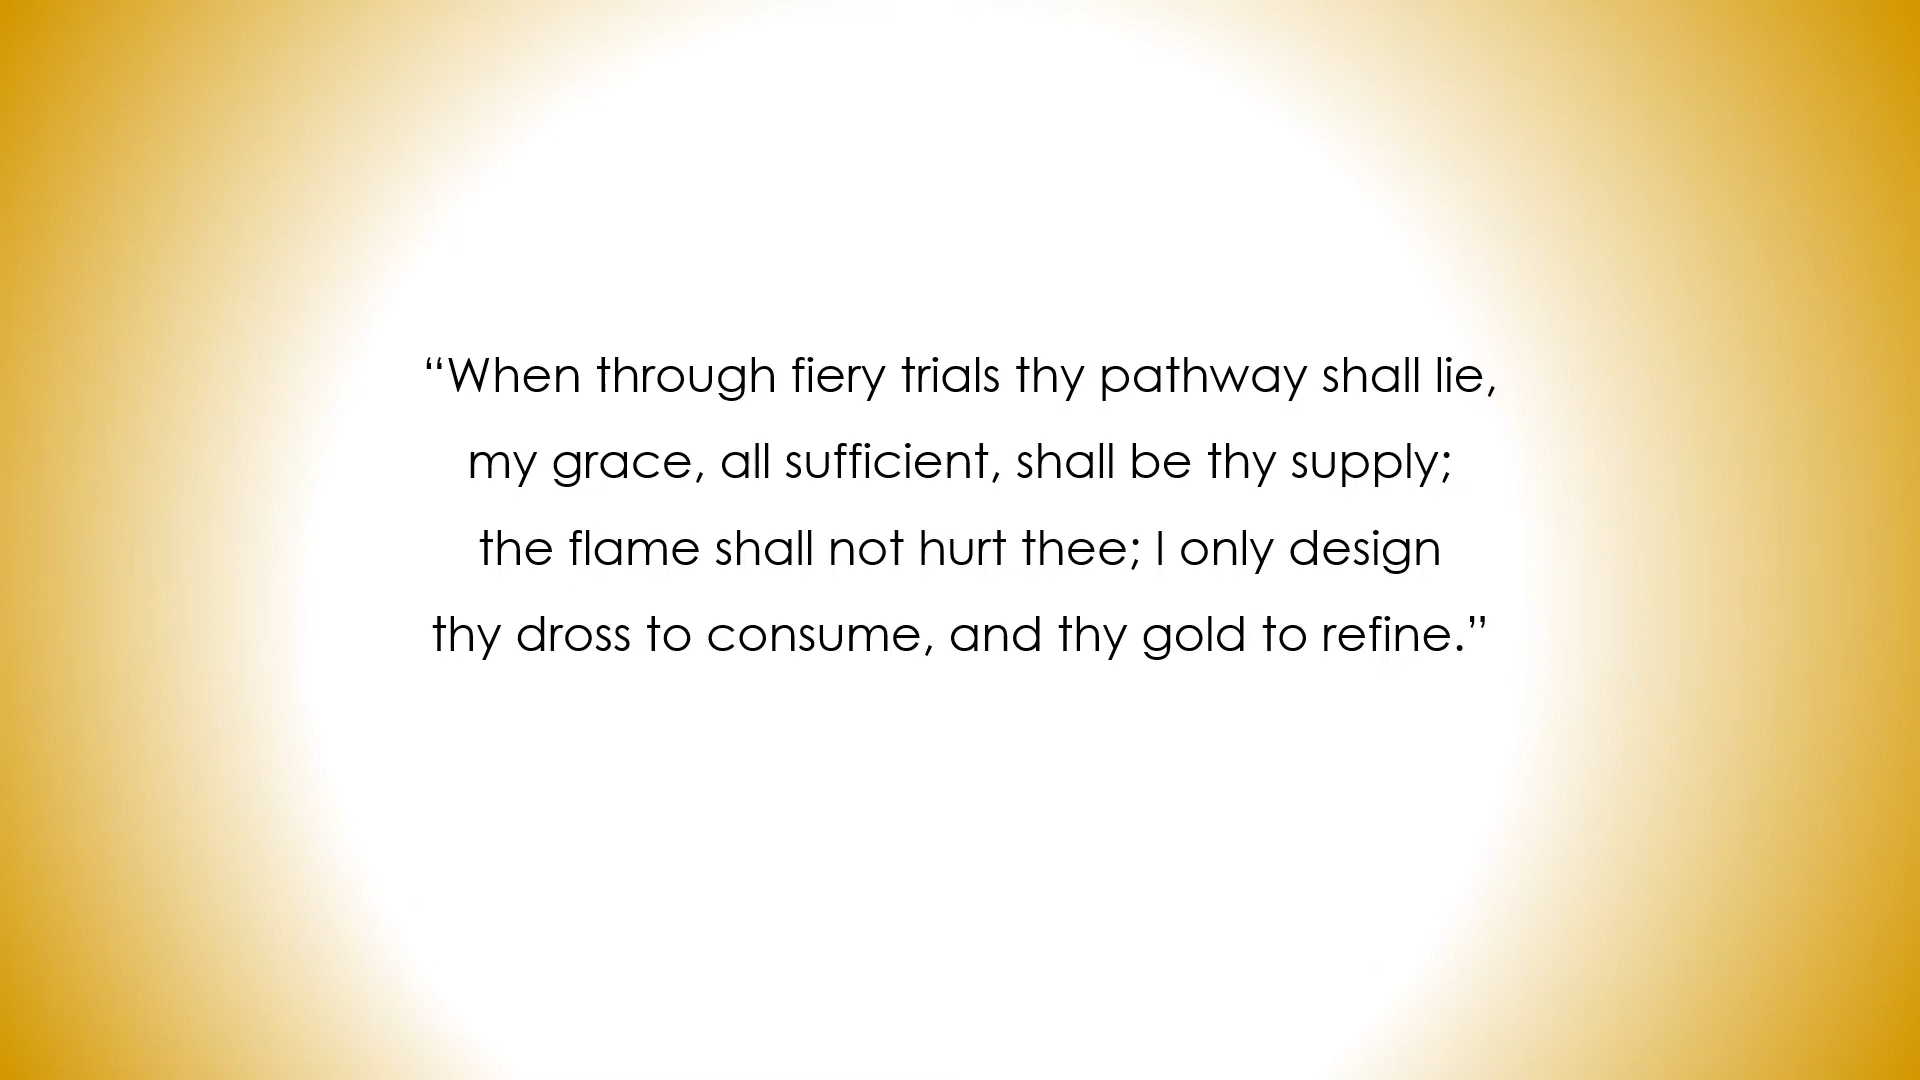 “When through fiery trials thy pathway shall lie,
my grace, all sufficient, shall be thy supply;
the flame shall not hurt thee; I only design
thy dross to consume, and thy gold to refine.”